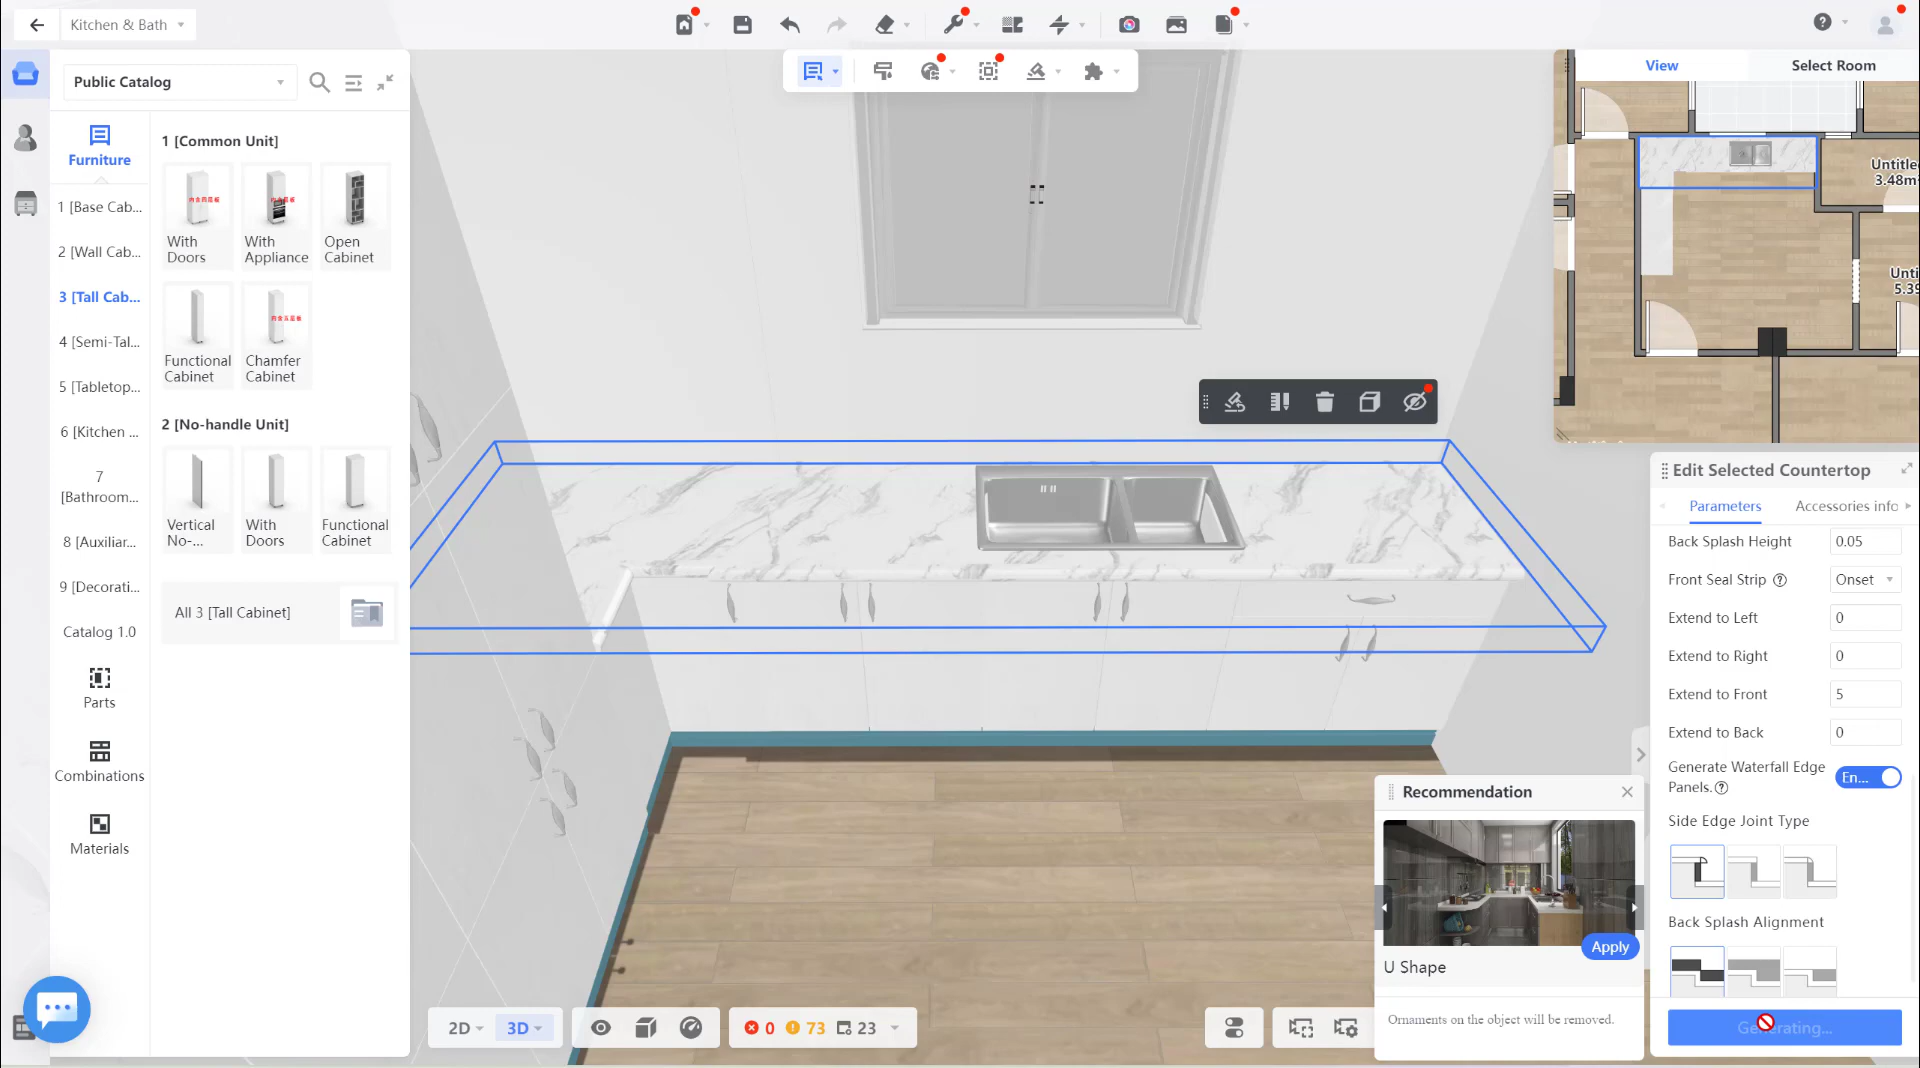 Kitchen & Bath
Public Catalog
Furniture
1 [Base Cab...
2 [Wall Cab...
3 [Tall Cab...
4 [Semi-Tal...
5 [Tabletop...
6 [Kitchen ...
7
[Bathroom...
8 [Auxiliar...
9 [Decorati...
Catalog 1.0
Parts
Combinations
Materials
1 [Common Unit]
With
Doors
With
Appliance
Open
Cabinet
Functional
Cabinet
Chamfer
Cabinet
2 [No-handle Unit]
Vertical
No-...
With
Doors
Functional
Cabinet
All 3 [Tall Cabinet]
View
Select Room
Untitle
3.48m
Unti
5.39
Edit Selected Countertop
Parameters
Accessories info
Back Splash Height
0.05
Front Seal Strip
Onset
Extend to Left
0
Extend to Right
0
Extend to Front
5
Extend to Back
0
Generate Waterfall Edge
Panels.
En...
Side Edge Joint Type
Back Splash Alignment
Generating...
Recommendation
Apply
U Shape
Ornaments on the object will be removed.
2D
3D
0
73
23